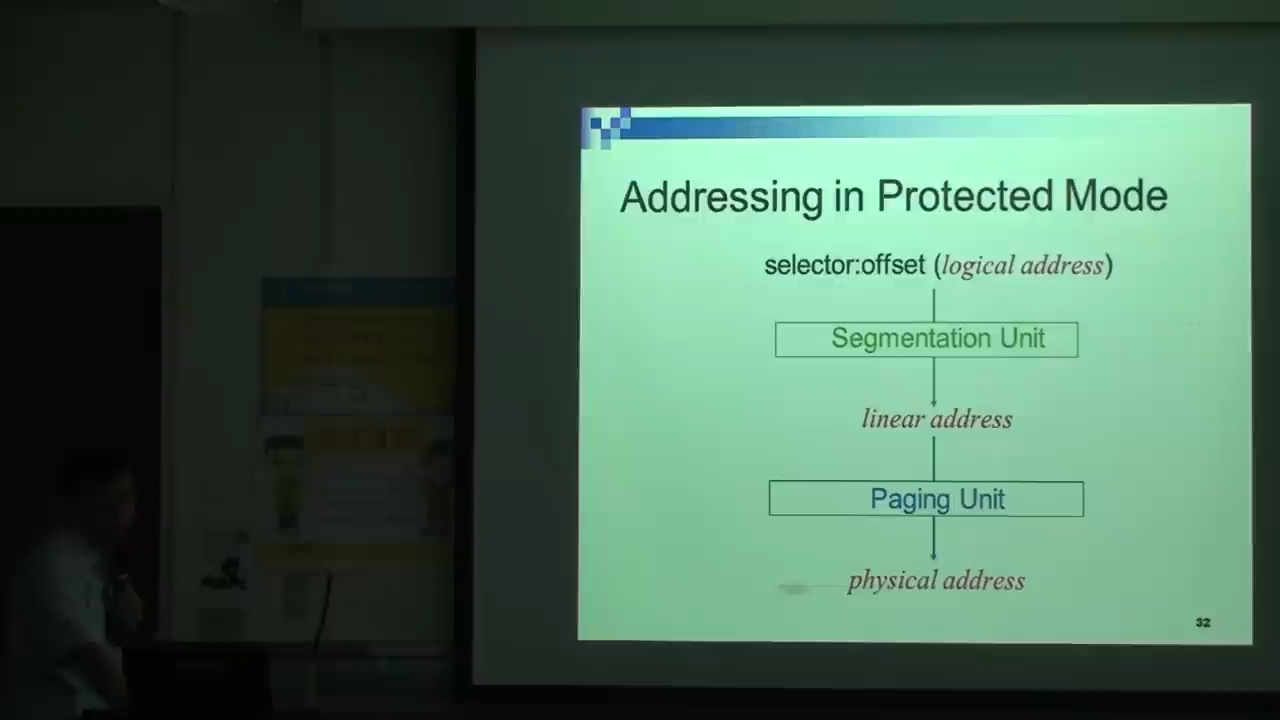 Addressing in Protected Mode
selector:offset (logical address)
Segmentation Unit
linear address
Paging Unit
physical address
32